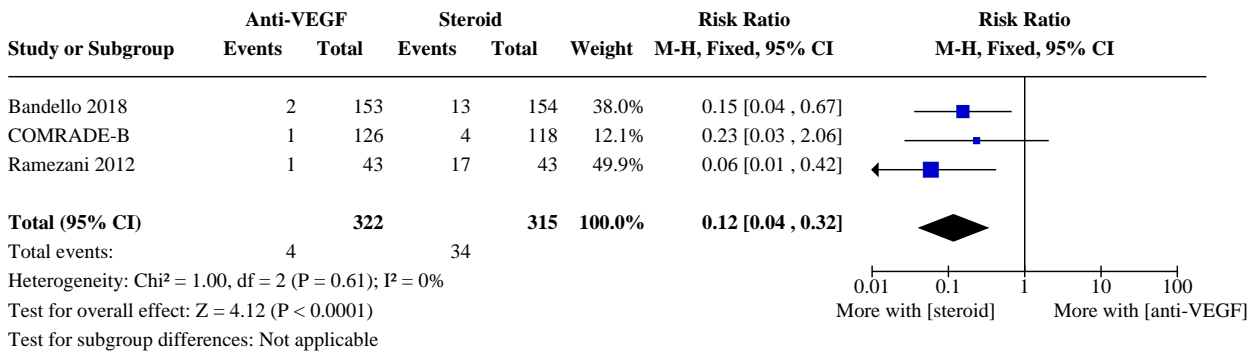 Anti-VEGF Steroid Risk Ratio Risk Ratio
Study or Subgroup Events Total Events Total Weight M-H, Fixed, 95% CI M-H, Fixed, 95% CI
Bandello 2018 2 153 13 154 38.0% 0.15 [0.04 , 0.67]
COMRADE-B 1 126 4 118 12.1% 0.23 [0.03 , 2.06]
Ramezani 2012 1 43 17 43 49.9% 0.06 [0.01 , 0.42]
Total (95% CI) 322 315 100.0% 0.12 [0.04 , 0.32]
Total events: 4 34
Heterogeneity: Chi² = 1.00, df = 2 (P = 0.61); I² = 0%
0.01 0.1 1 10 100
Test for overall effect: Z = 4.12 (P < 0.0001)
More with [steroid] More with [anti-VEGF]
Test for subgroup differences: Not applicable